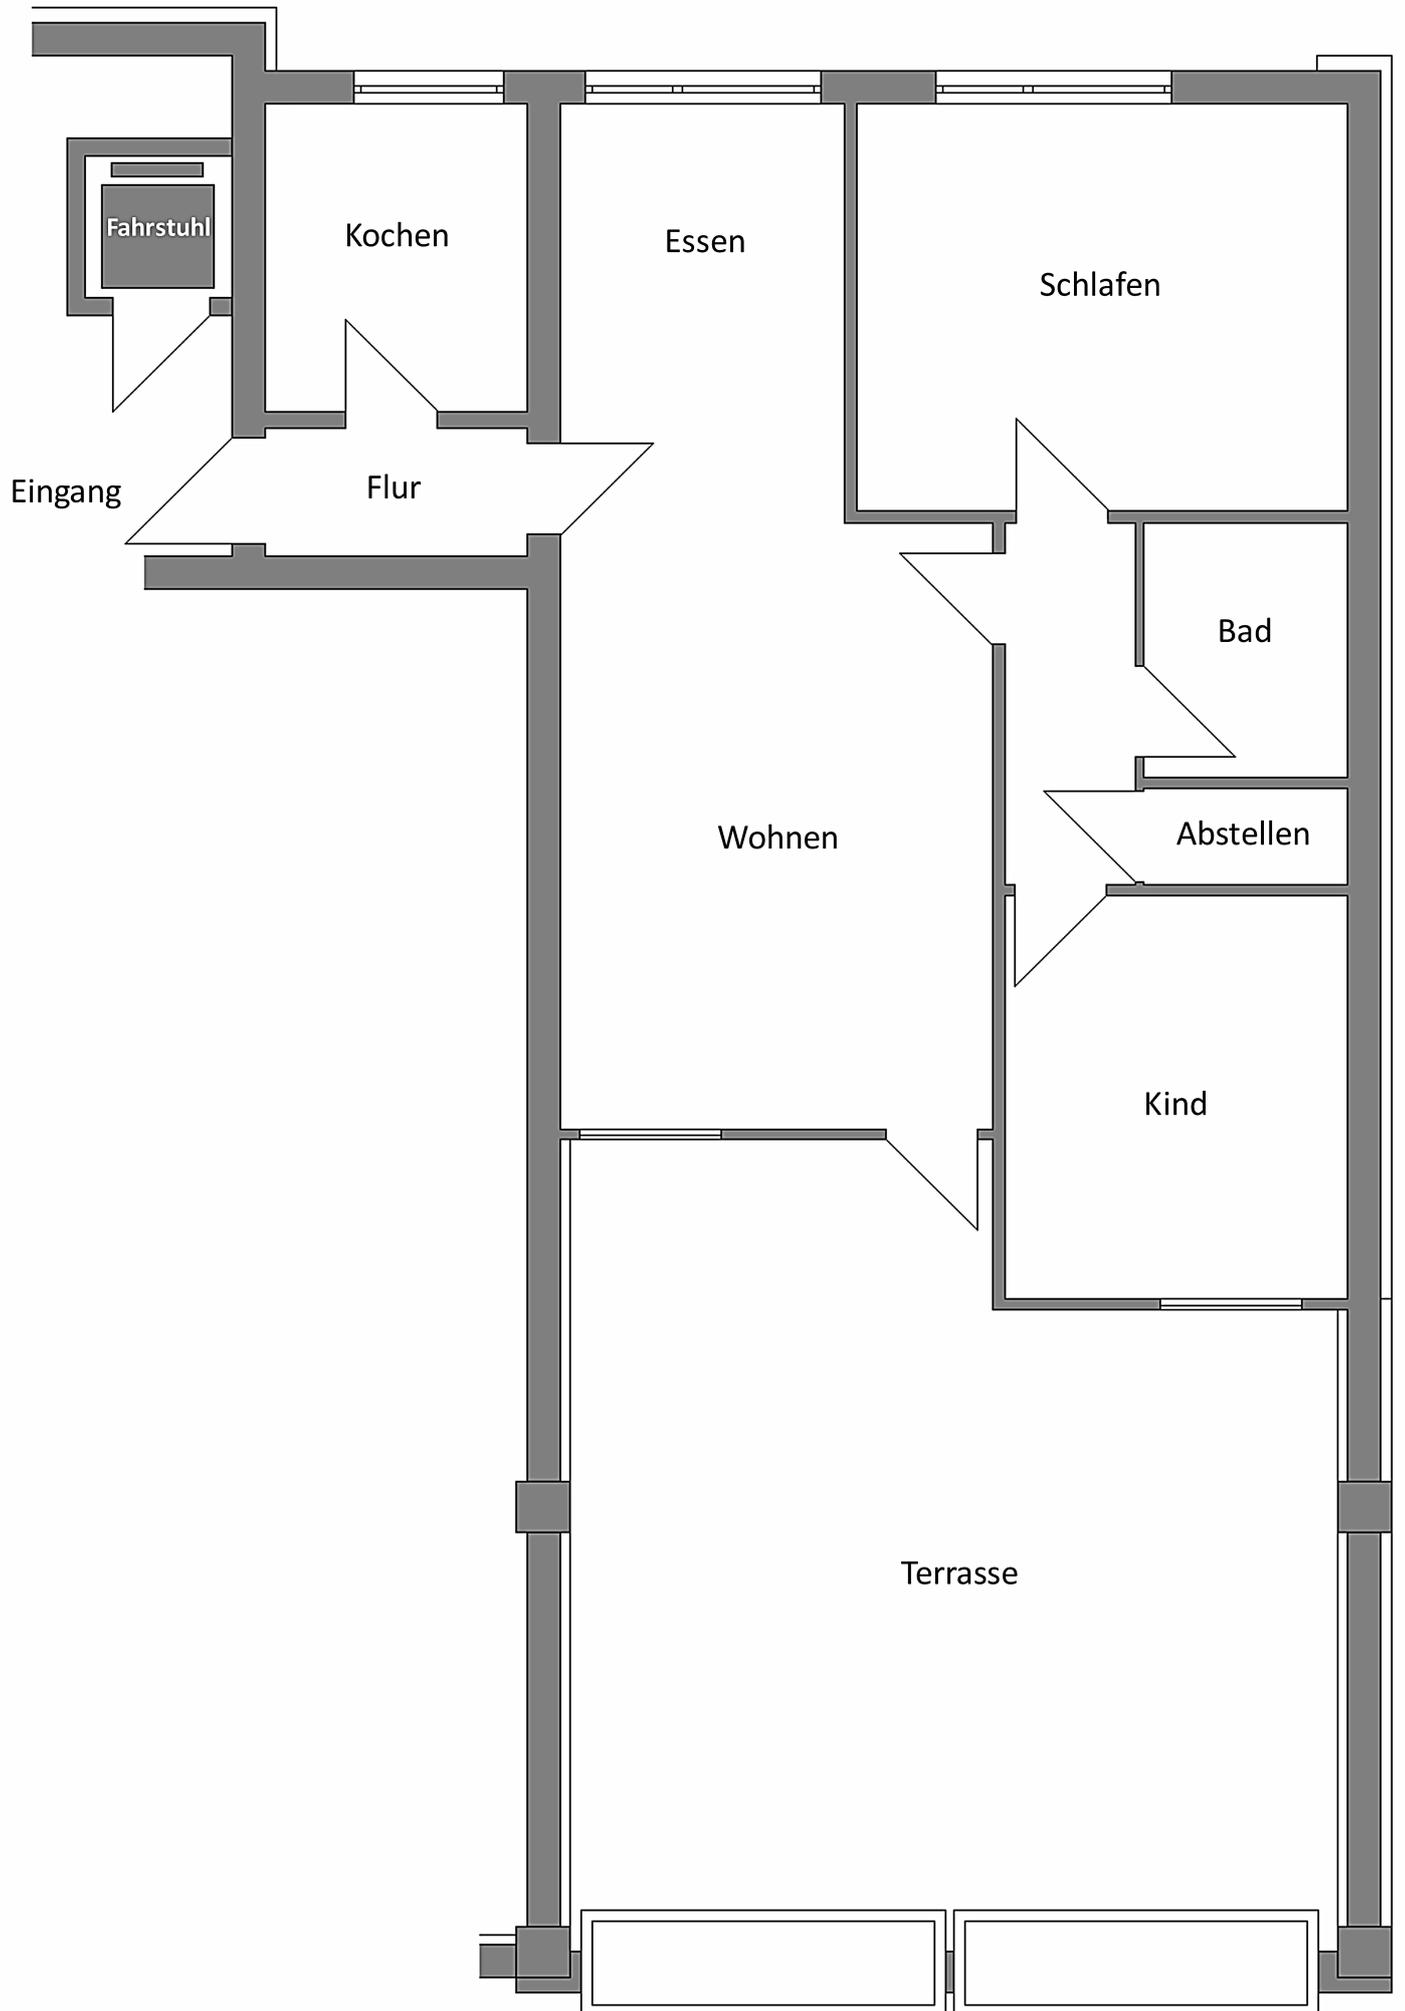 Fahrstuhl
Kochen
Essen
Schlafen
Eingang
Flur
Bad
Wohnen
Abstellen
Kind
Terrasse